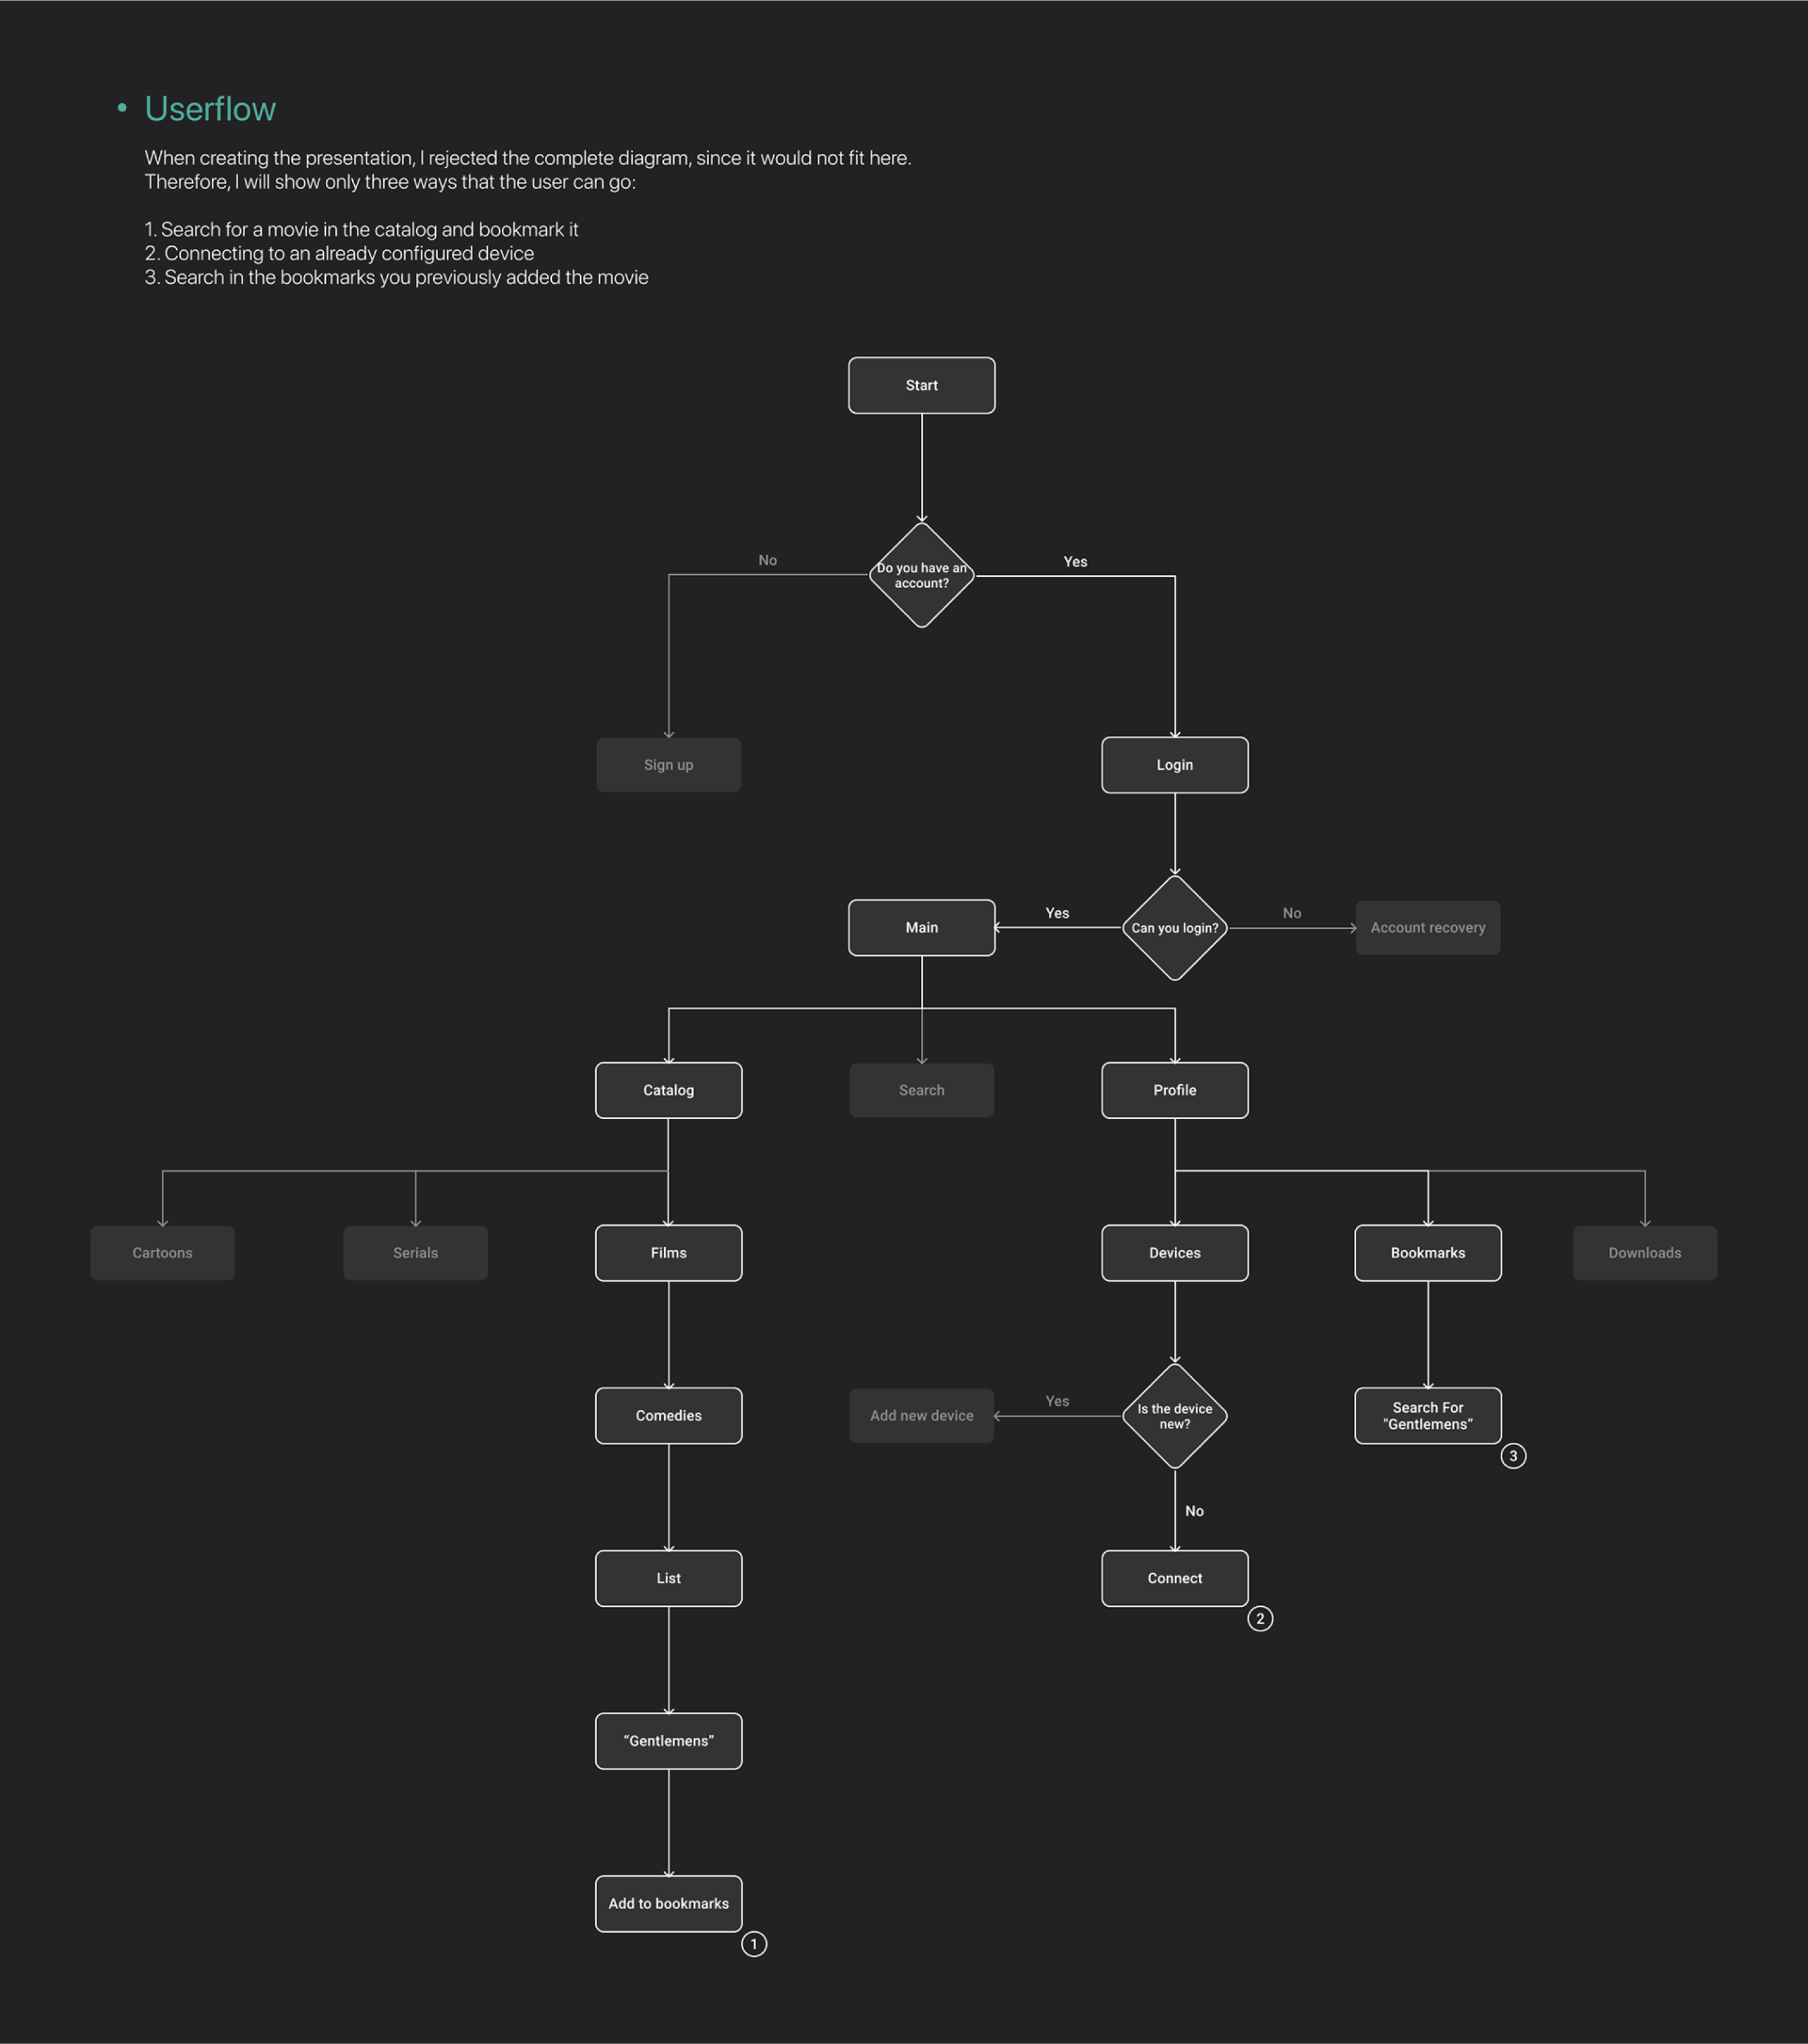 • Userflow
When creating the presentation, I rejected the complete diagram, since it would not fit here.
Therefore, I will show only three ways that the user can go:
1. Search for a movie in the catalog and bookmark it
2. Connecting to an already configured device
3. Search in the bookmarks you previously added the movie
Start
No
Yes
Do you have an
account?
Sign up
Login
Main
Yes
Can you login?
No
Account recovery
Catalog
Search
Profile
Cartoons
Serials
Films
Devices
Bookmarks
Downloads
Comedies
Add new device
Yes
Is the device
new?
Search For
"Gentlemens”
3
No
List
Connect
2
“Gentlemens”
Add to bookmarks
1